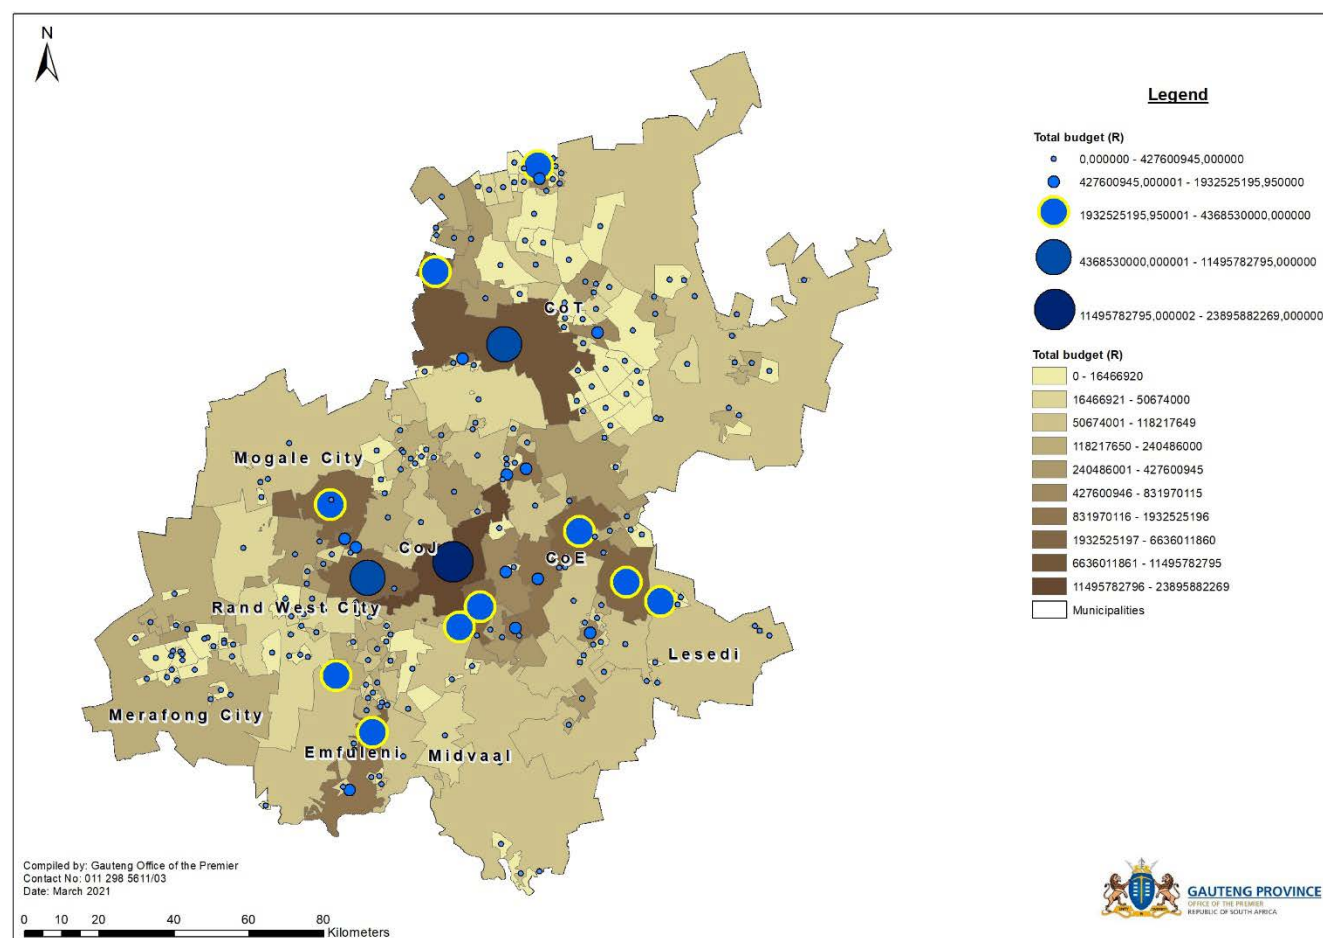 N
Legend
Total budget (R)
0,000000 - 427600945,000000
427600945,000001 - 1932525195,950000
1932525195,950001 - 4368530000,000000
4368530000,000001 - 11495782795,000000
11495782795,000002 - 23895882269,000000
Total budget (R)
0 - 16466920
16466921 - 50674000
50674001 - 118217649
118217650 - 240486000
240486001 - 427600945
427600946 - 831970115
831970116 - 1932525196
1932525197 - 6636011860
6636011861 - 11495782795
11495782796 - 23895882269
Municipalities
CoT
Mogale City
CoJ
CoE
Rand West City
Lesedi
Merafong City
Emfuleni
Midvaal
Compiled by: Gauteng Office of the Premier
Contact No: 011 298 5611/03
Date: March 2021
0 10 20 40 60 80
Kilometers
GAUTENG PROVINCE
OFFICE OF THE PREMIER
REPUBLIC OF SOUTH AFRICA